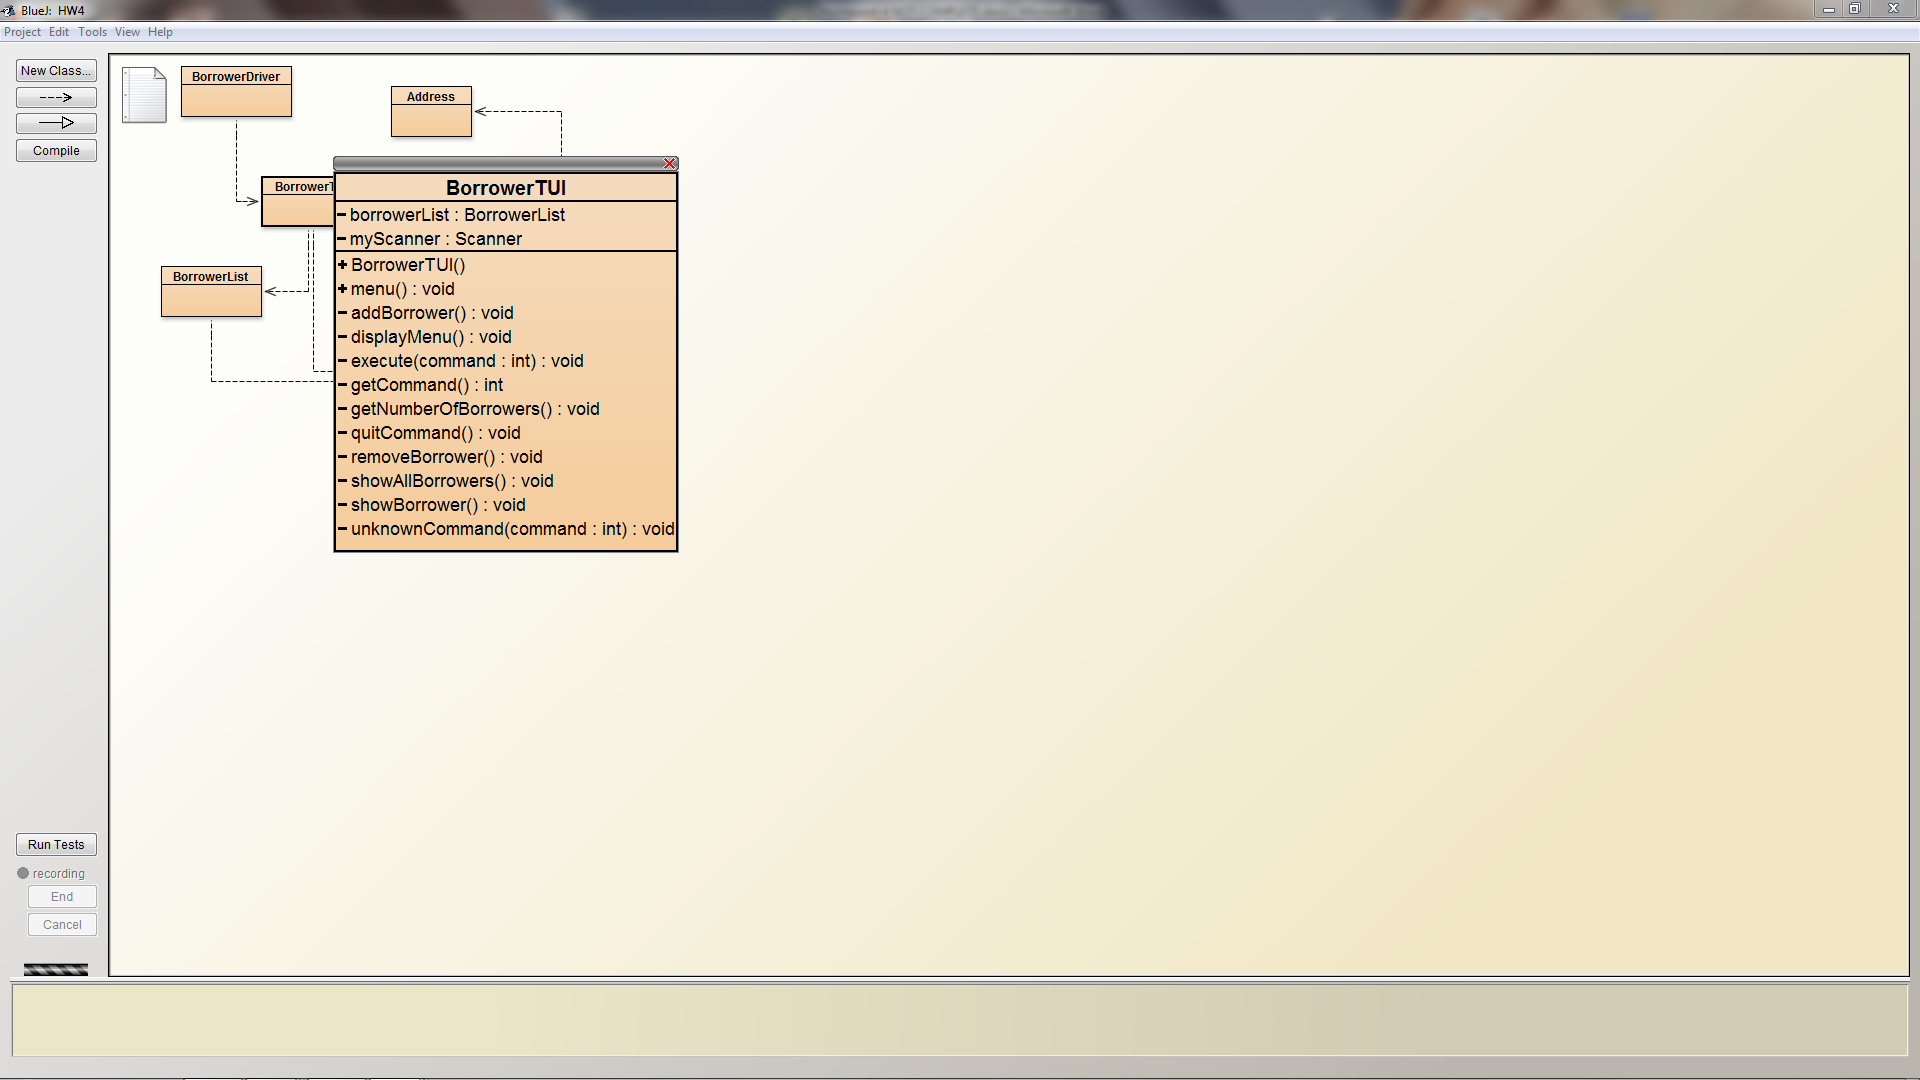 BlueJ: HW4
Project Edit Tools View Help
New Class...
Compile
BorrowerDriver
Address
BorrowerT
BorrowerList
BorrowerTUI
borrowerList : BorrowerList
myScanner : Scanner
BorrowerTUI()
menu() : void
addBorrower() : void
displayMenu() : void
execute(command : int) : void
getCommand() : int
getNumberOfBorrowers() : void
quitCommand() : void
removeBorrower() : void
showAllBorrowers() : void
showBorrower() : void
unknownCommand(command : int) : void
Run Tests
recording
End
Cancel